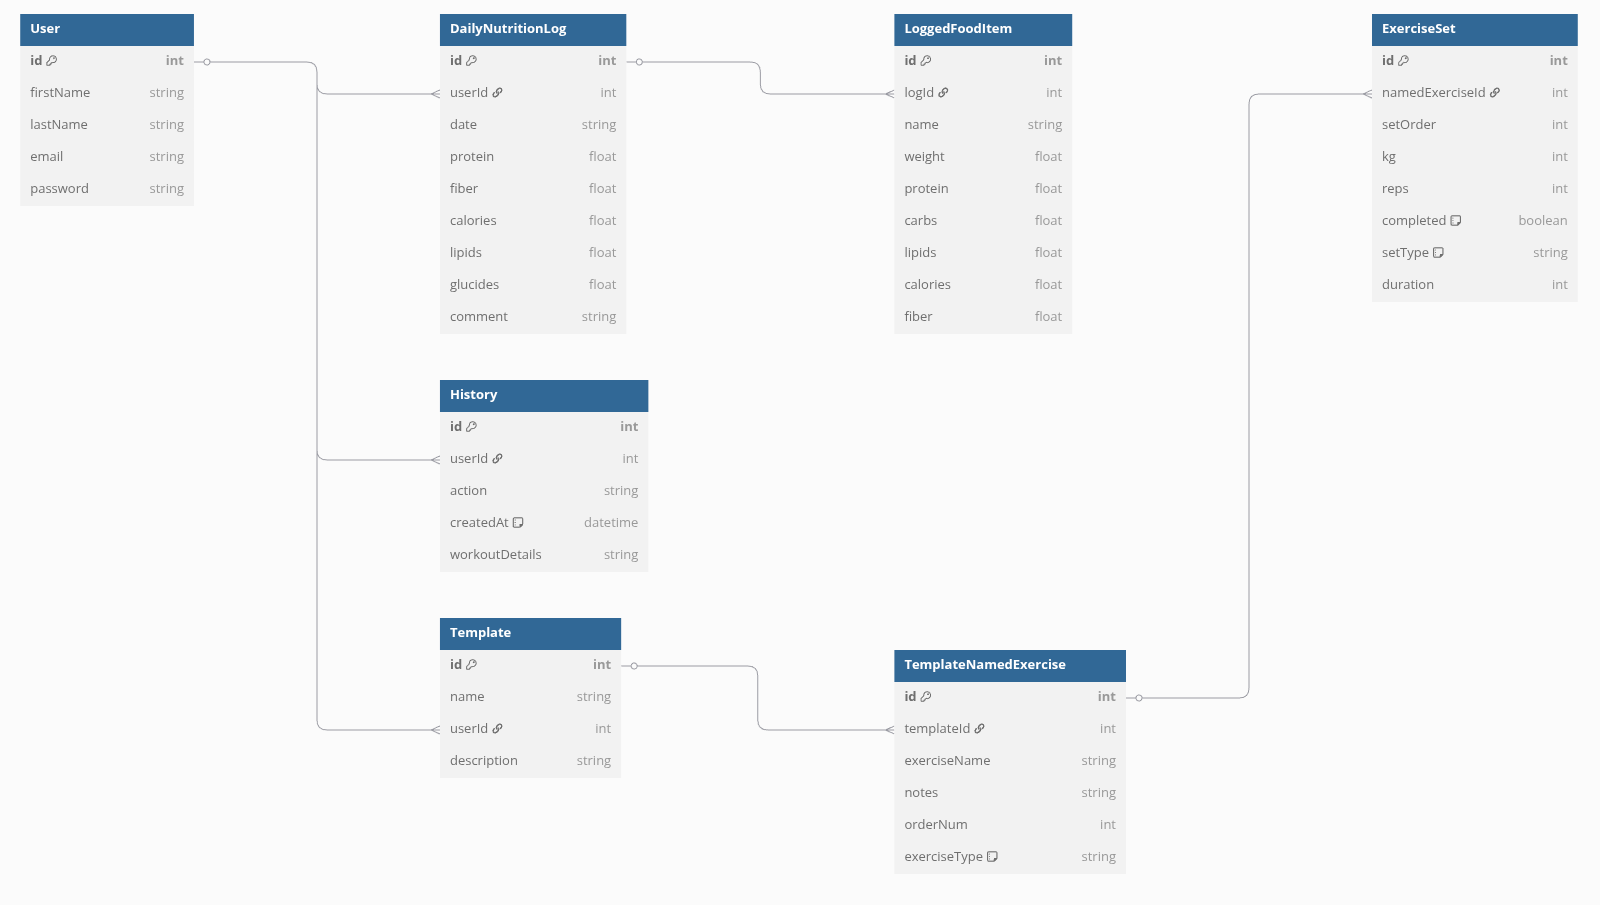 User
id int
firstName string
lastName string
email string
password string
DailyNutritionLog
id int
userId int
date string
protein float
fiber float
calories float
lipids float
glucides float
comment string
LoggedFoodItem
id int
logId int
name string
weight float
protein float
carbs float
lipids float
calories float
fiber float
ExerciseSet
id int
namedExerciseId int
setOrder int
kg int
reps int
completed boolean
setType string
duration int
History
id int
userId int
action string
createdAt datetime
workoutDetails string
Template
id int
name string
userId int
description string
TemplateNamedExercise
id int
templateId int
exerciseName string
notes string
orderNum int
exerciseType string